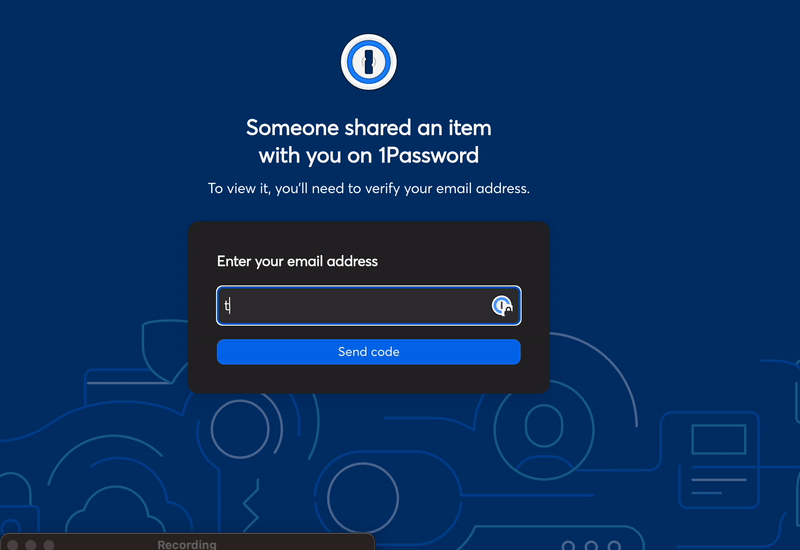 Someone shared an item
with you on 1Password
To view it, you'll need to verify your email address.
Enter your email address
t
Send code
Recording